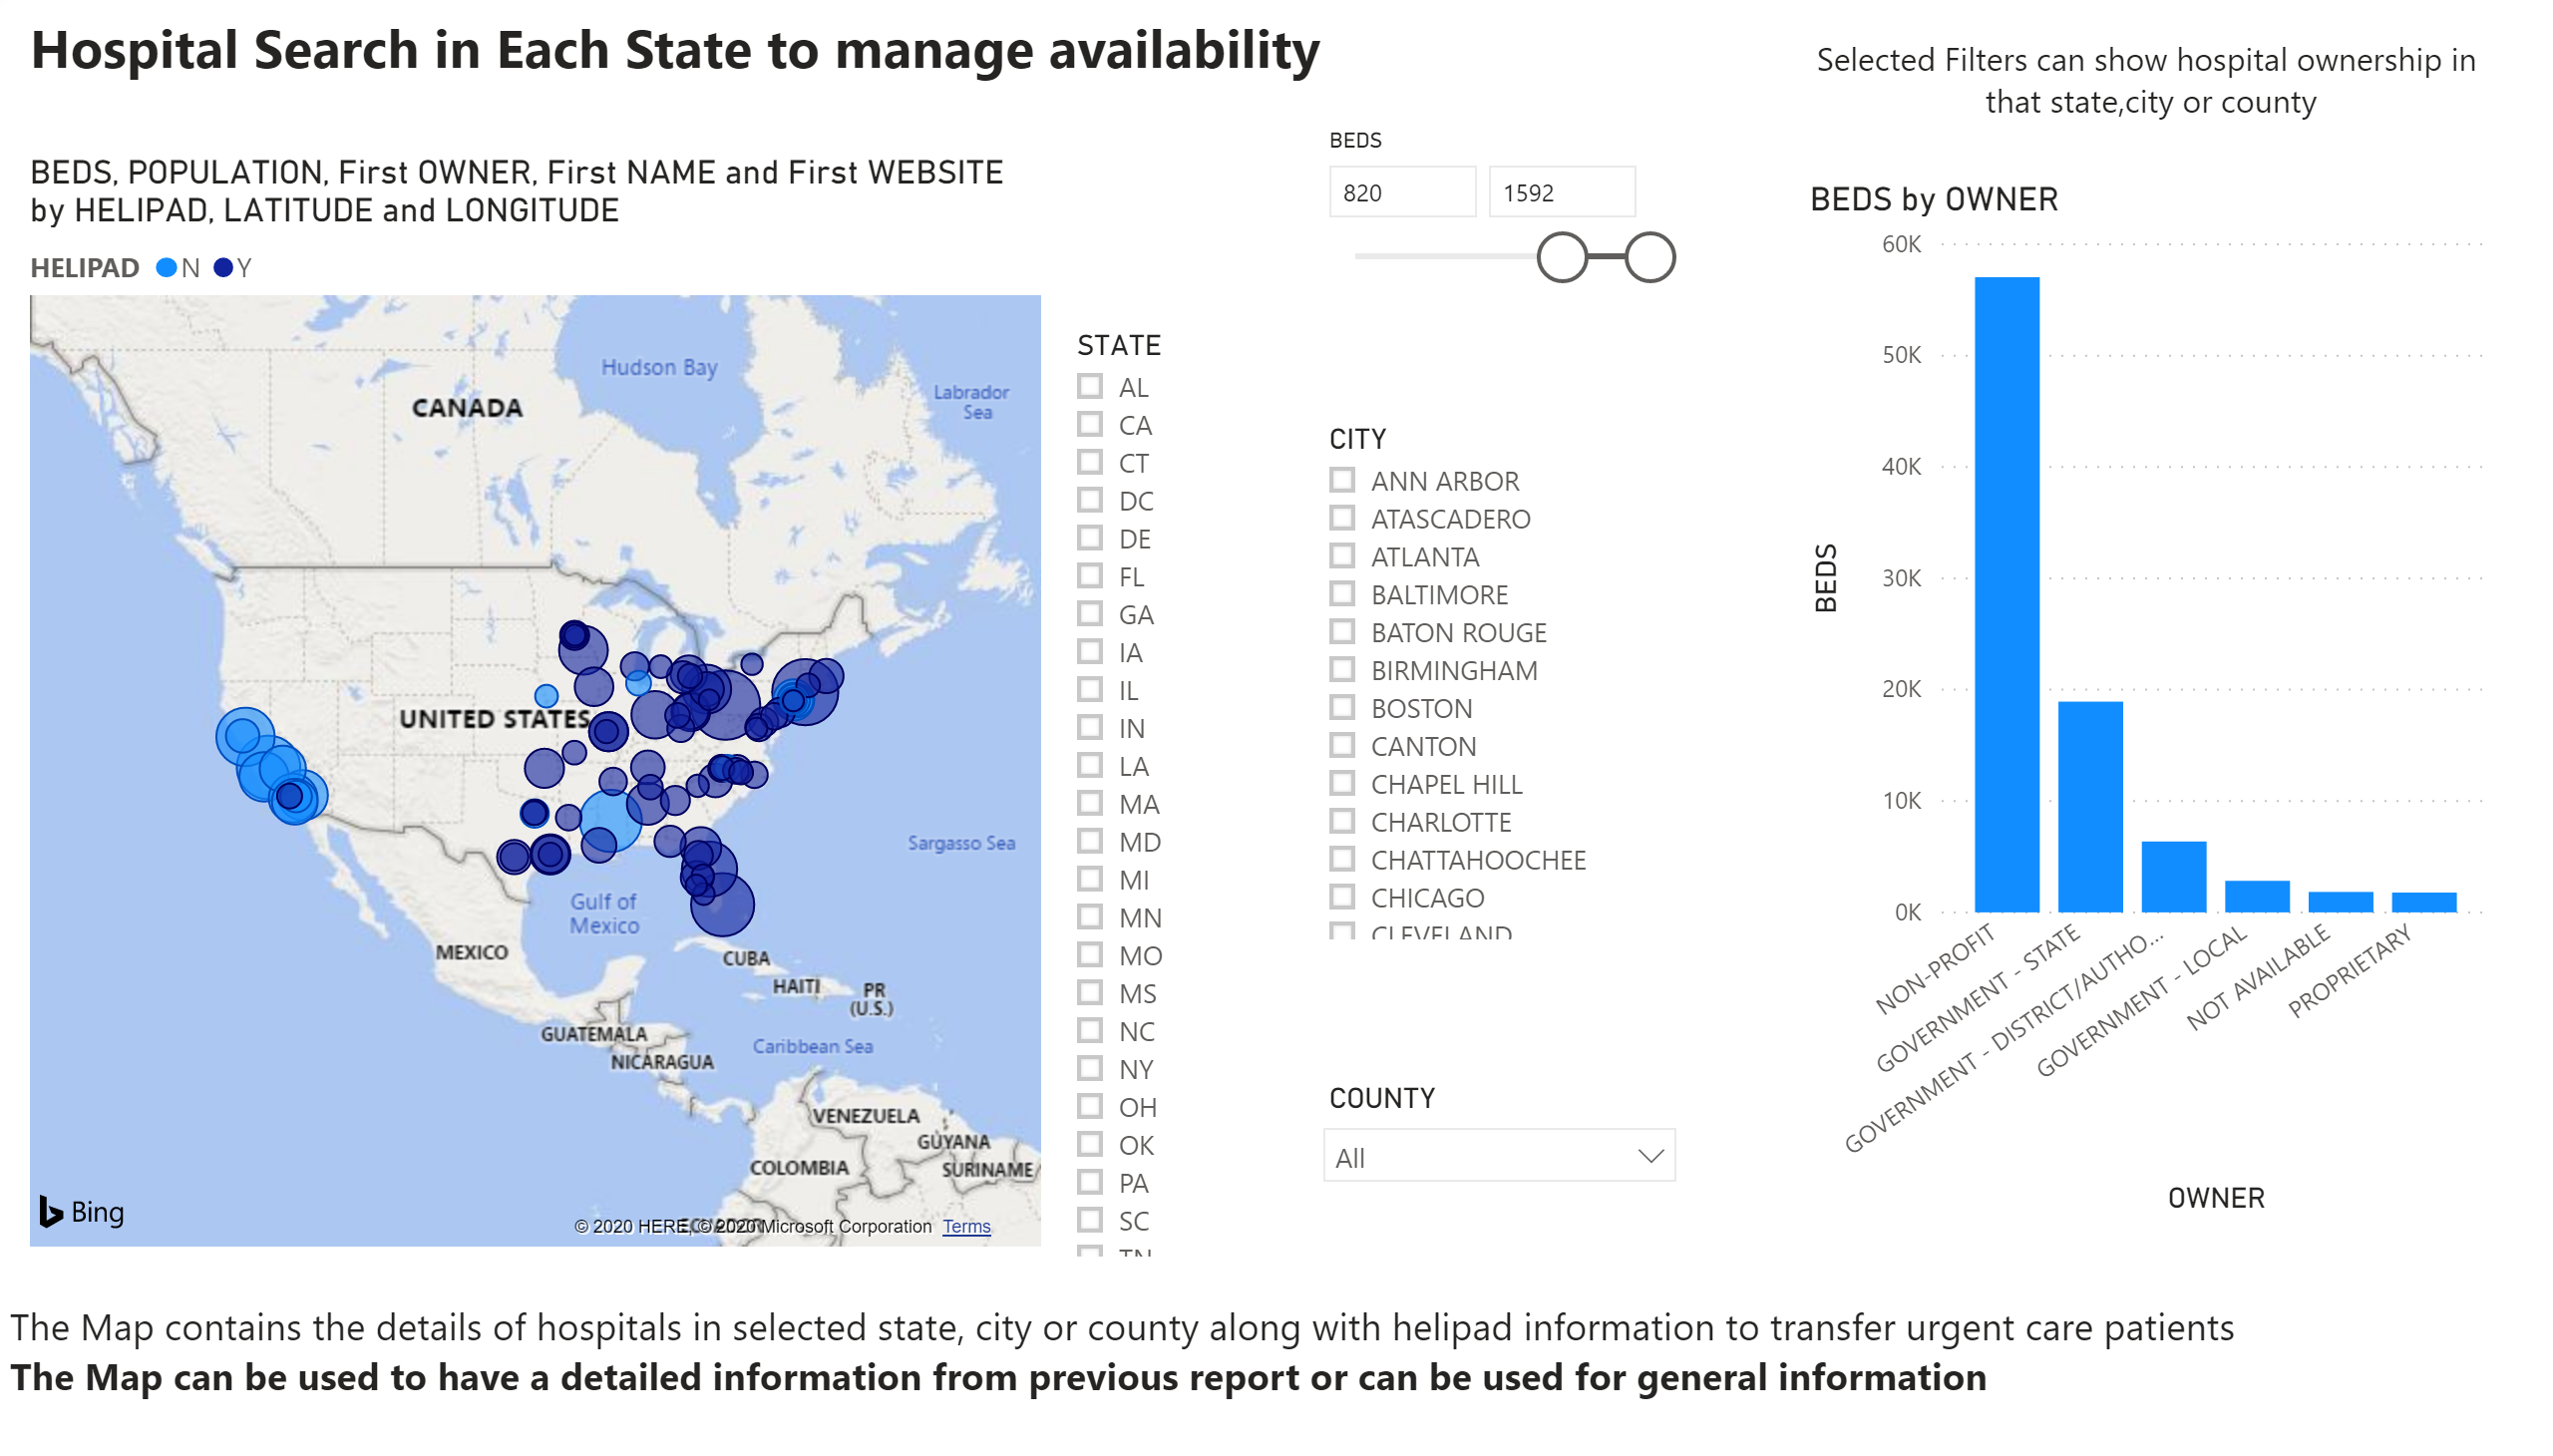 Hospital Search in Each State to manage availability
Selected Filters can show hospital ownership in
that state,city or county
BEDS, POPULATION, First OWNER, First NAME and First WEBSITE
by HELIPAD, LATITUDE and LONGITUDE
HELIPAD N Y
CANADA
Hudson Bay
Labrador
Sea
UNITED STATES
Sargasso Sea
Gulf of
Mexico
MEXICO
CUBA
HAITI
PR
(U.S.)
GUATEMALA
NICARAGUA
Caribbean Sea
VENEZUELA
GUYANA
COLOMBIA
SURINAME
Bing
© 2020 HERE, © 2020 Microsoft Corporation Terms
STATE
AL
CA
CT
DC
DE
FL
GA
IA
IL
IN
LA
MA
MD
MI
MN
MO
MS
NC
NY
OH
OK
PA
SC
TN
BEDS
820 1592
CITY
ANN ARBOR
ATASCADERO
ATLANTA
BALTIMORE
BATON ROUGE
BIRMINGHAM
BOSTON
CANTON
CHAPEL HILL
CHARLOTTE
CHATTAHOOCHEE
CHICAGO
CLEVELAND
COUNTY
All
BEDS by OWNER
60K
50K
40K
30K
20K
10K
0K
BEDS
NON-PROFIT
GOVERNMENT - STATE
GOVERNMENT - DISTRICT/AUTHO...
GOVERNMENT - LOCAL
NOT AVAILABLE
PROPRIETARY
OWNER
The Map contains the details of hospitals in selected state, city or county along with helipad information to transfer urgent care patients
The Map can be used to have a detailed information from previous report or can be used for general information